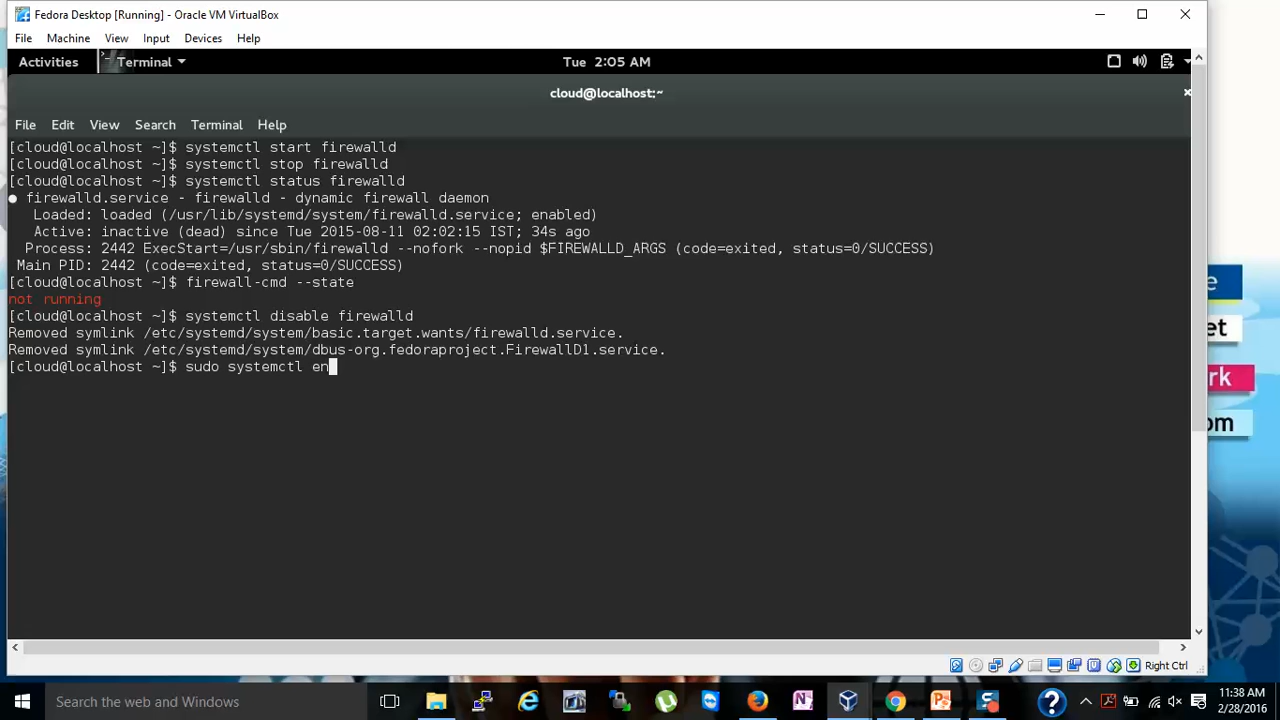 Fedora Desktop [Running] - Oracle VM VirtualBox
File Machine View Input Devices Help
Activities Terminal Tue 2:05 AM
cloud@localhost:~
File Edit View Search Terminal Help
[cloud@localhost ~]$ systemctl start firewalld
[cloud@localhost ~]$ systemctl stop firewalld
[cloud@localhost ~]$ systemctl status firewalld
● firewalld.service - firewalld - dynamic firewall daemon
Loaded: loaded (/usr/lib/systemd/system/firewalld.service; enabled)
Active: inactive (dead) since Tue 2015-08-11 02:02:15 IST; 34s ago
Process: 2442 ExecStart=/usr/sbin/firewalld --nofork --nopid $FIREWALLD_ARGS (code=exited, status=0/SUCCESS)
Main PID: 2442 (code=exited, status=0/SUCCESS)
[cloud@localhost ~]$ firewall-cmd --state
not running
[cloud@localhost ~]$ systemctl disable firewalld
Removed symlink /etc/systemd/system/basic.target.wants/firewalld.service.
Removed symlink /etc/systemd/system/dbus-org.fedoraproject.FirewallD1.service.
[cloud@localhost ~]$ sudo systemctl en
e
et
rk
om
Right Ctrl
Search the web and Windows
11:38 AM
2/28/2016